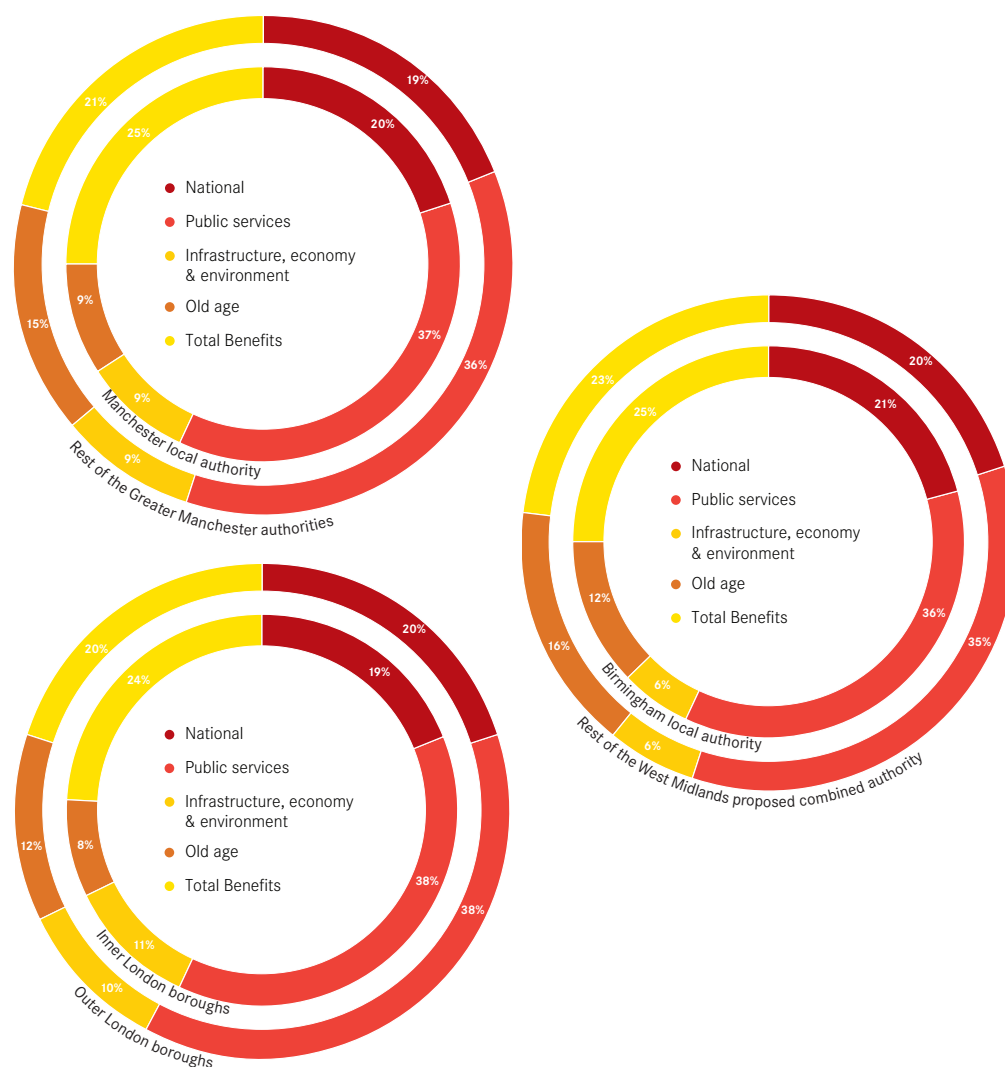 19%
21%
20%
25%
National
Public services
Infrastructure, economy
& environment
Old age
Total Benefits
9%
15%
37%
36%
9%
9%
Manchester local authority
Rest of the Greater Manchester authorities
20%
23%
21%
25%
National
Public services
Infrastructure, economy
& environment
Old age
Total Benefits
12%
36%
16%
35%
6%
6%
Birmingham local authority
Rest of the West Midlands proposed combined authority
20%
20%
19%
24%
National
Public services
Infrastructure, economy
& environment
Old age
Total Benefits
12%
8%
38%
38%
11%
10%
Inner London boroughs
Outer London boroughs